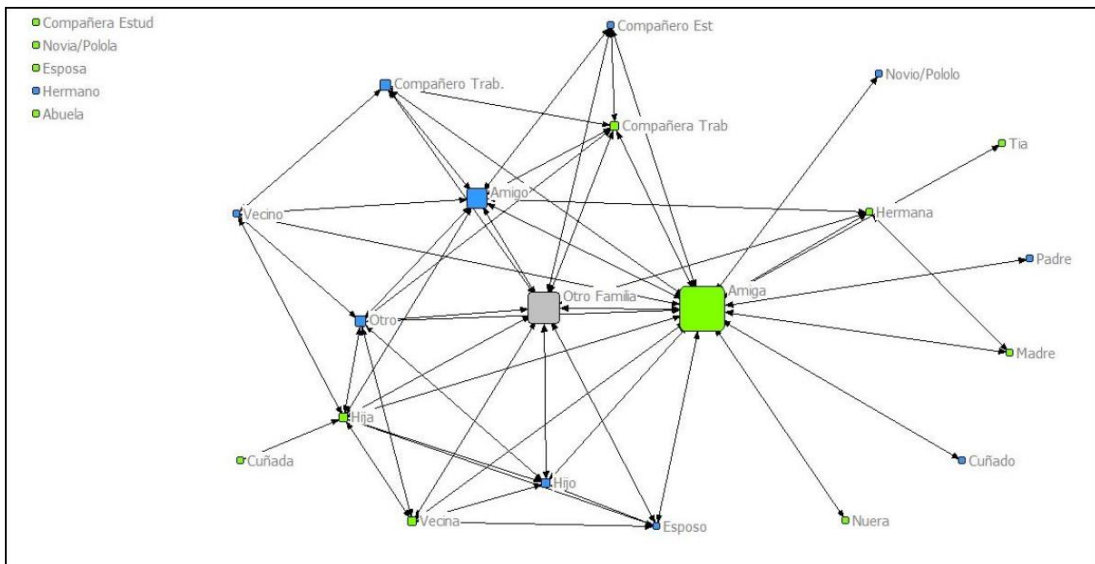 Compañera Estud
Novia/Polola
Esposa
Hermano
Abuela
Compañero Est
Compañero Trab.
Novio/Pololo
Compañera Trab
Tia
Amigo
Vecino
Hermana
Padre
Otro Familia
Amiga
Otro
Madre
Hija
Cuñada
Cuñado
Hijo
Vecina
Esposo
Nuera